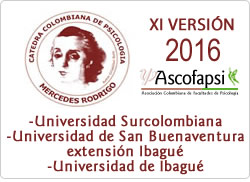 CATEDRA COLOMBIANA DE PSICOLOGIA
MERCEDES RODRIGO
XI VERSIÓN
2016
Ascofapsi
Asociación Colombiana de Facultades de Psicología
-Universidad Surcolombiana
-Universidad de San Buenaventura
extensión Ibagué
-Universidad de Ibagué